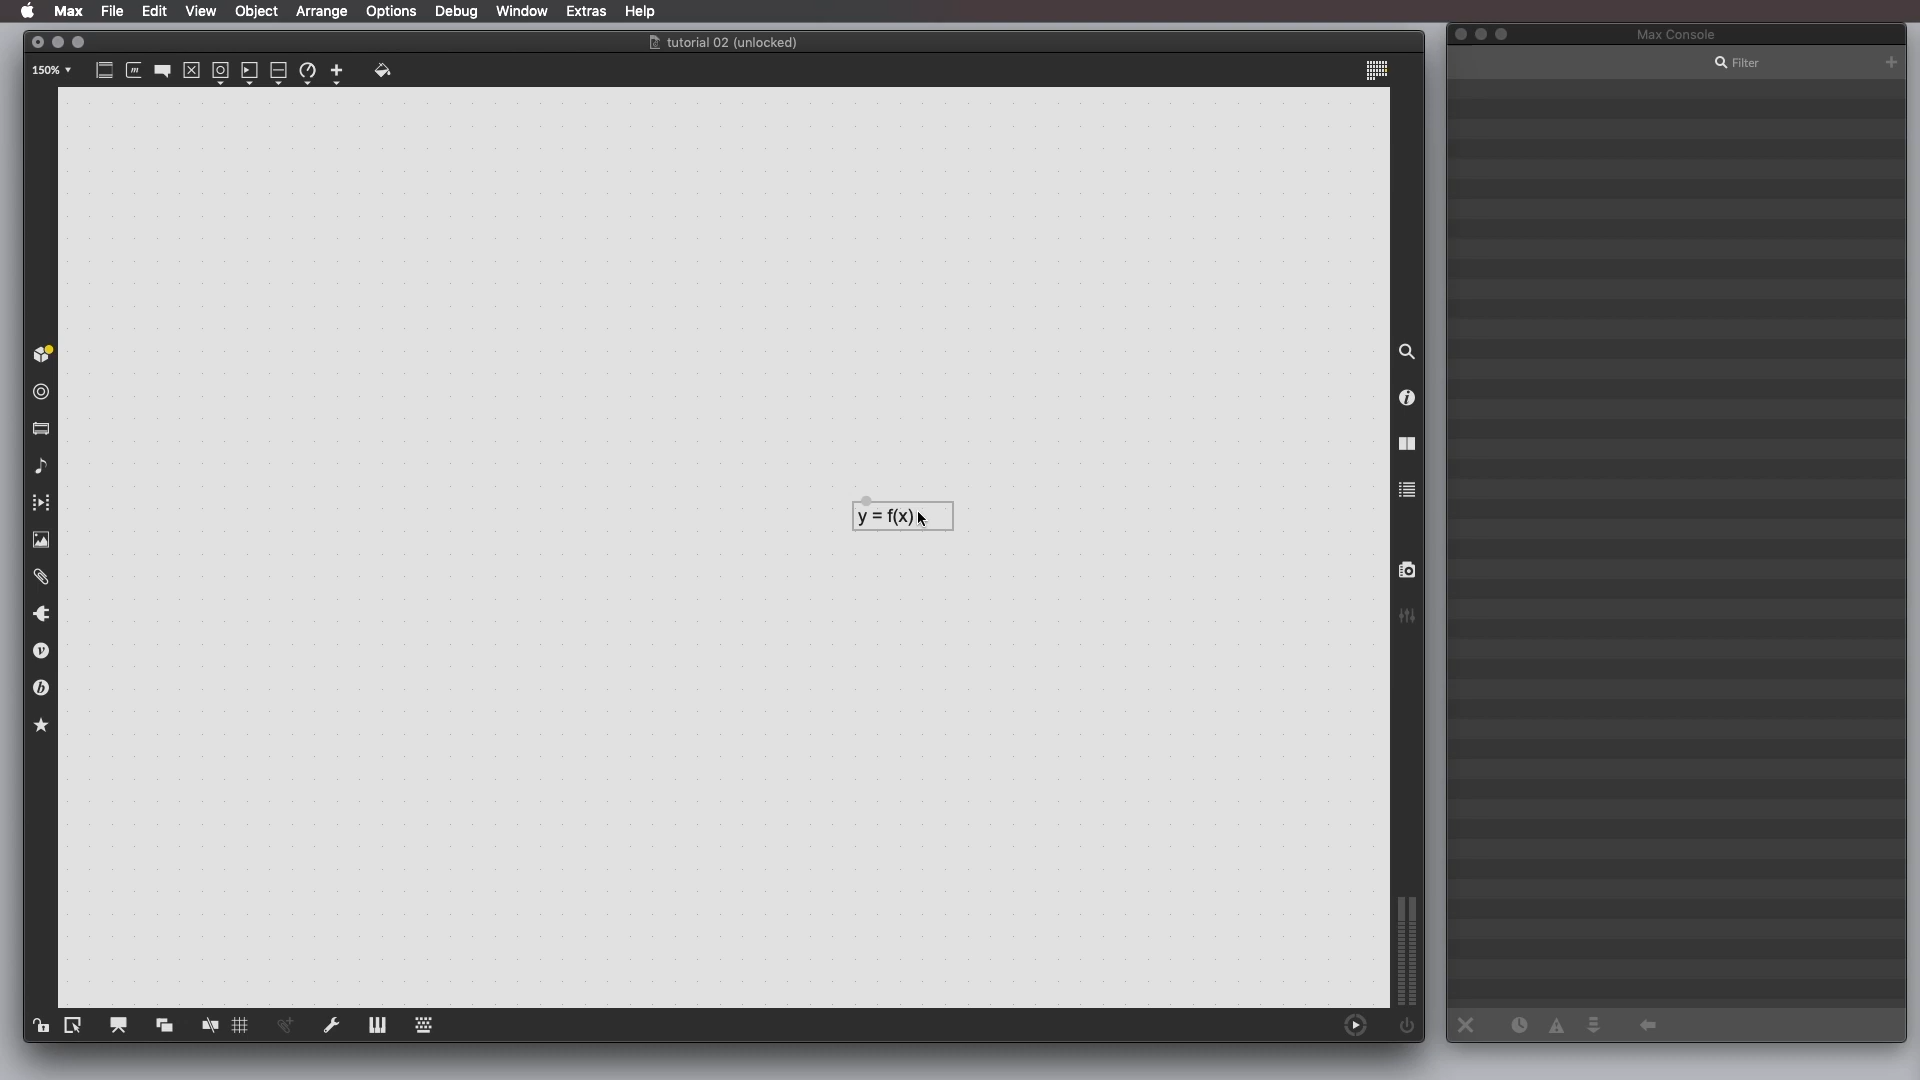 Max File Edit View Object Arrange Options Debug Window Extras Help
tutorial 02 (unlocked)
Max Console
150%
Filter
y = f(x)